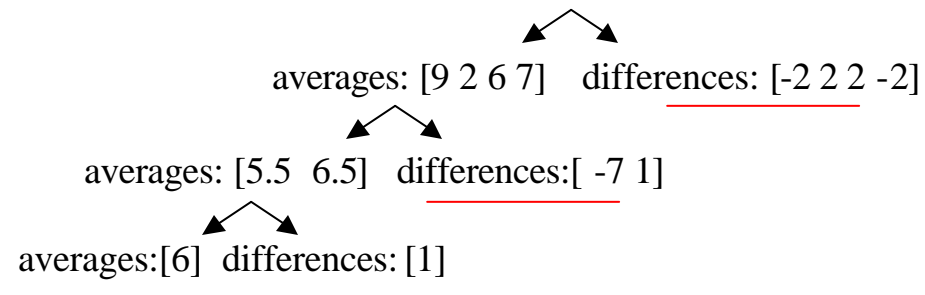 averages: [9 2 6 7] differences: [-2 2 2 -2]
averages: [5.5 6.5] differences:[ -7 1]
averages:[6] differences: [1]